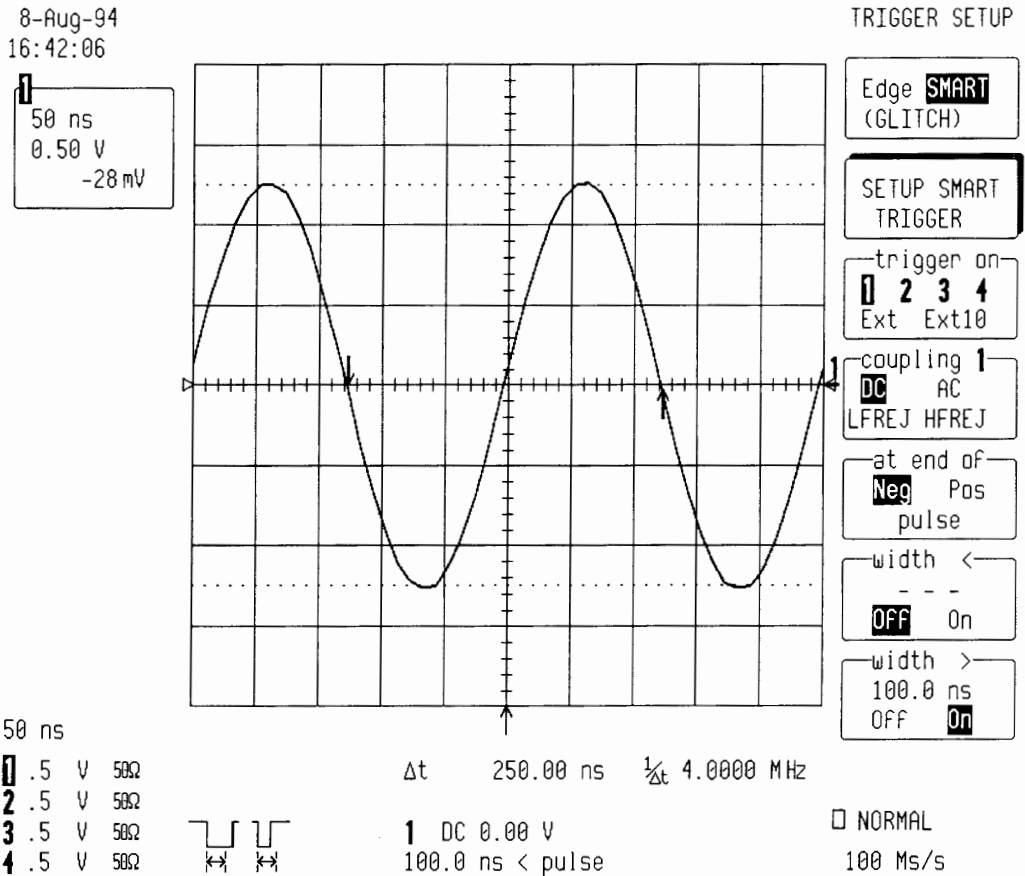 8-Aug-94
16:42:06
TRIGGER SETUP
1
50 ns
0.50 V
-28 mV
Edge SMART
(GLITCH)
SETUP SMART
TRIGGER
trigger on
1 2 3 4
Ext Ext10
1
coupling 1
DC AC
LFREJ HFREJ
at end of
Neg Pos
pulse
width <
- - -
Off On
width >
100.0 ns
Off On
50 ns
1 .5 V 50Ω
2 .5 V 50Ω
3 .5 V 50Ω
4 .5 V 50Ω
Δt 250.00 ns 1/Δt 4.0000 MHz
1 DC 0.00 V
100.0 ns < pulse
NORMAL
100 Ms/s